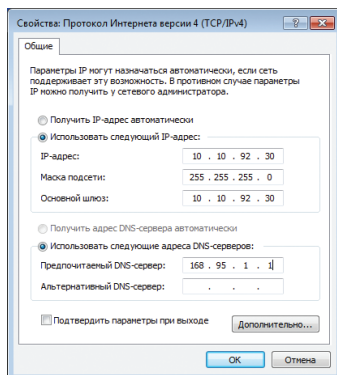 Свойства: Протокол Интернета версии 4 (TCP/IPv4)
Общие
Параметры IP могут назначаться автоматически, если сеть
поддерживает эту возможность. В противном случае параметры
IP можно получить у сетевого администратора.
Получить IP-адрес автоматически
Использовать следующий IP-адрес:
IP-адрес: 10 . 10 . 92 . 30
Маска подсети: 255 . 255 . 255 . 0
Основной шлюз: 10 . 10 . 92 . 30
Получить адрес DNS-сервера автоматически
Использовать следующие адреса DNS-серверов:
Предпочитаемый DNS-сервер: 168 . 95 . 1 . 1
Альтернативный DNS-сервер: . . .
Подтвердить параметры при выходе
Дополнительно...
ОК Отмена